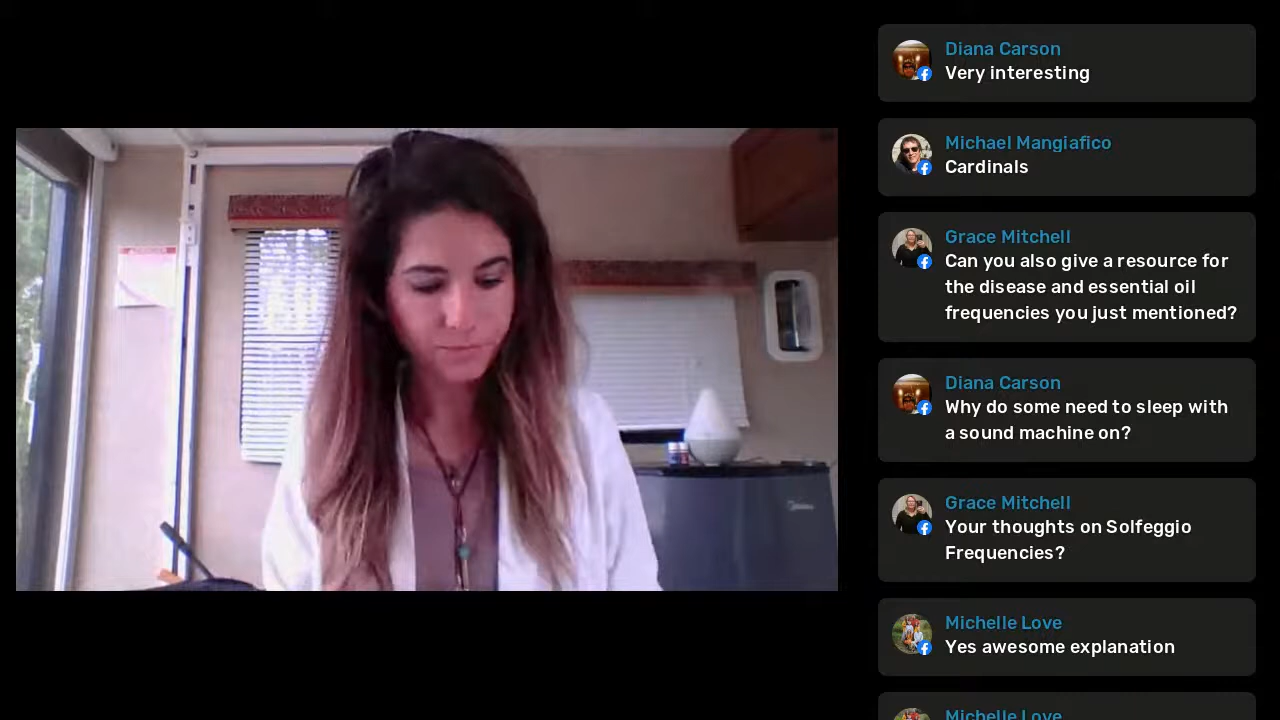 Diana Carson
Very interesting
Michael Mangiafico
Cardinals
Grace Mitchell
Can you also give a resource for
the disease and essential oil
frequencies you just mentioned?
Diana Carson
Why do some need to sleep with
a sound machine on?
Grace Mitchell
Your thoughts on Solfeggio
Frequencies?
Michelle Love
Yes awesome explanation
Michelle Love